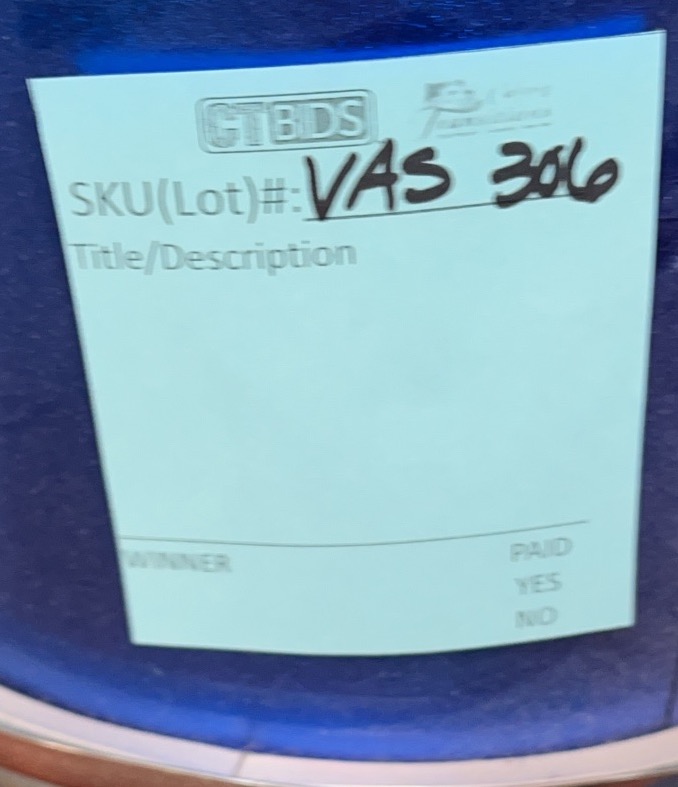 CTBIDS
SKU(Lot)#: VAS 306
Title/Description
WINNER
PAID
YES
NO